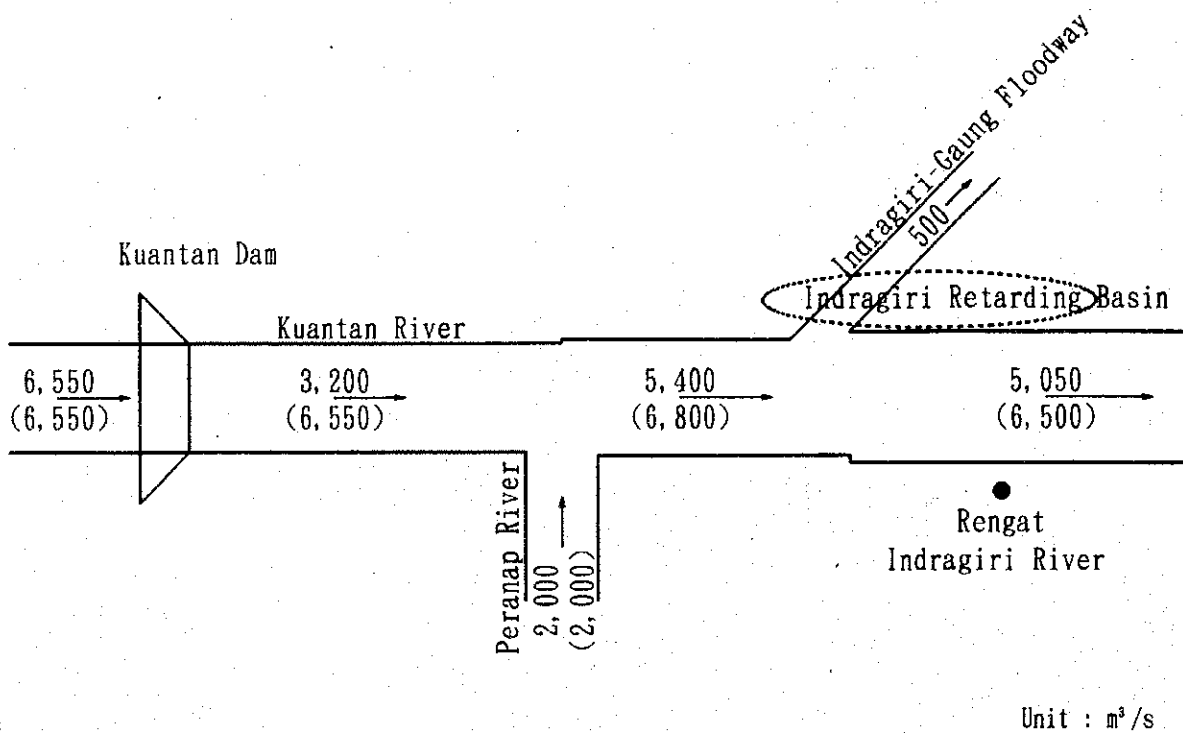 Indragiri-Gaung Floodway
500
Kuantan Dam
Indragiri Retarding Basin
Kuantan River
6,550
(6,550)
3,200
(6,550)
5,400
(6,800)
5,050
(6,500)
Peranap River
2,000
(2,000)
Rengat
Indragiri River
Unit : m³/s